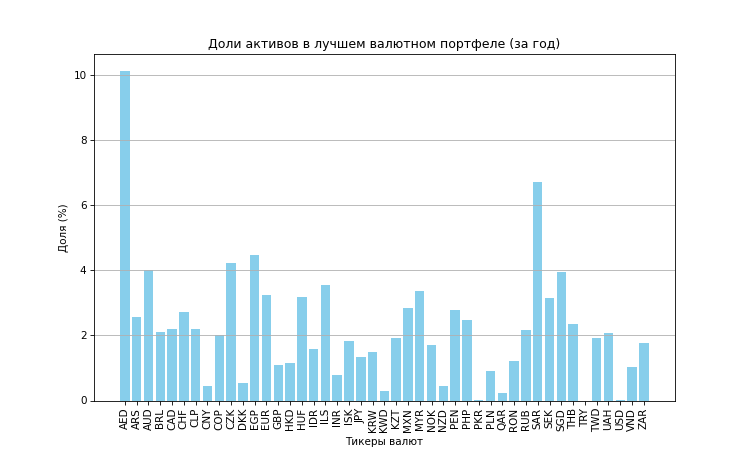 Доли активов в лучшем валютном портфеле (за год)
Доля (%)
10
8
6
4
2
0
AED ARS AUD BRL CAD CHF CLP CNY COP CZK DKK EGP EUR GBP HKD HUF IDR ILS INR ISK JPY KRW KWD KZT MXN MYR NOK NZD PEN PHP PKR PLN QAR RON RUB SAR SEK SGD THB TRY TWD UAH USD VND ZAR
Тикеры валют